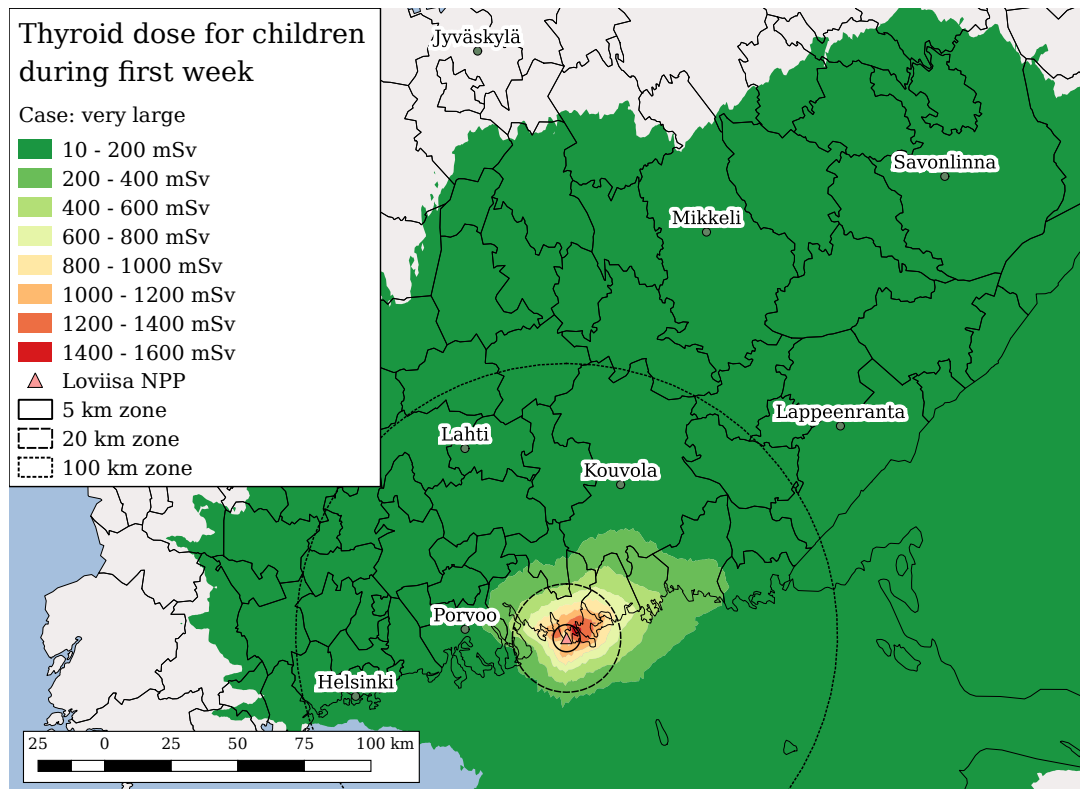 Thyroid dose for children
during first week
Case: very large
10 - 200 mSv
200 - 400 mSv
400 - 600 mSv
600 - 800 mSv
800 - 1000 mSv
1000 - 1200 mSv
1200 - 1400 mSv
1400 - 1600 mSv
Loviisa NPP
5 km zone
20 km zone
100 km zone
Jyväskylä
Savonlinna
Mikkeli
Lappeenranta
Lahti
Kouvola
Porvoo
Helsinki
25 0 25 50 75 100 km